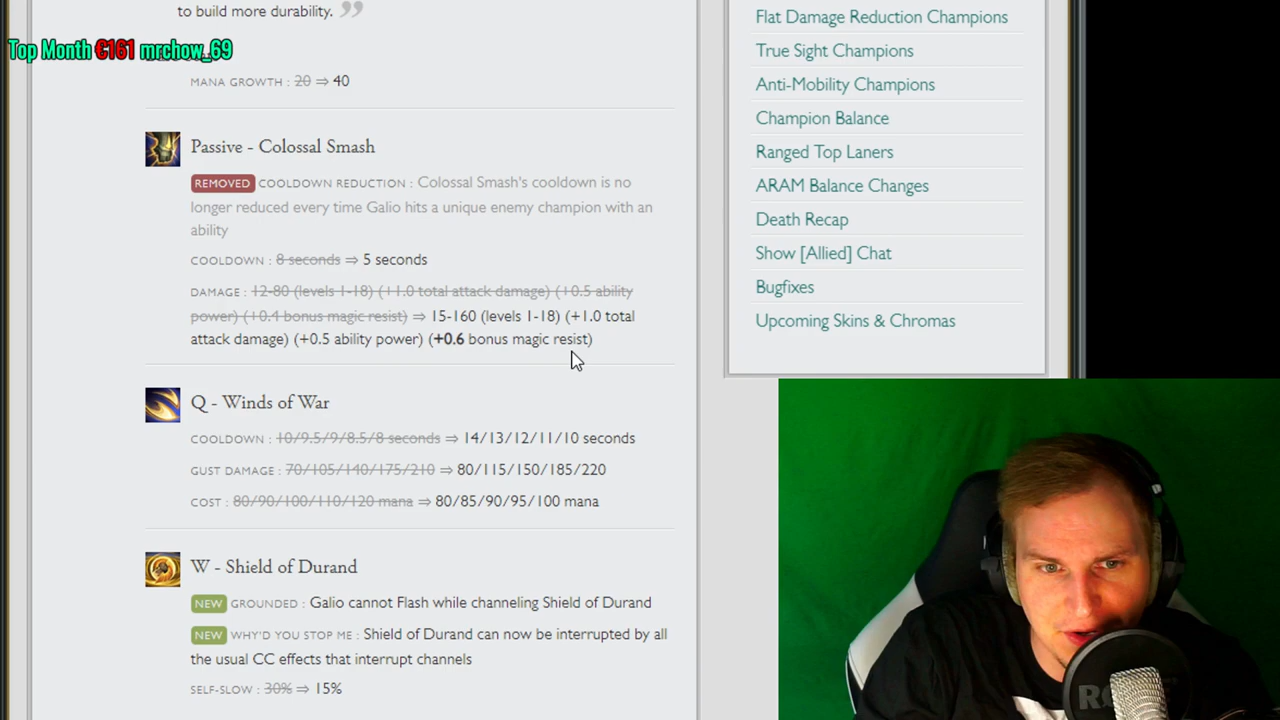 to build more durability.
Top Month €161 mrchow_69
MANA GROWTH : 20 ⇒ 40
Passive - Colossal Smash
REMOVED COOLDOWN REDUCTION : Colossal Smash's cooldown is no
longer reduced every time Galio hits a unique enemy champion with an
ability
COOLDOWN : 8 seconds ⇒ 5 seconds
DAMAGE : 12-80 (levels 1-18) (+1.0 total attack damage) (+0.5 ability
power) (+0.4 bonus magic resist) ⇒ 15-160 (levels 1-18) (+1.0 total
attack damage) (+0.5 ability power) (+0.6 bonus magic resist)
Q - Winds of War
COOLDOWN : 10/9.5/9/8.5/8 seconds ⇒ 14/13/12/11/10 seconds
GUST DAMAGE : 70/105/140/175/210 ⇒ 80/115/150/185/220
COST : 80/90/100/110/120 mana ⇒ 80/85/90/95/100 mana
W - Shield of Durand
NEW GROUNDED : Galio cannot Flash while channeling Shield of Durand
NEW WHY'D YOU STOP ME : Shield of Durand can now be interrupted by all
the usual CC effects that interrupt channels
SELF-SLOW : 30% ⇒ 15%
Flat Damage Reduction Champions
True Sight Champions
Anti-Mobility Champions
Champion Balance
Ranged Top Laners
ARAM Balance Changes
Death Recap
Show [Allied] Chat
Bugfixes
Upcoming Skins & Chromas